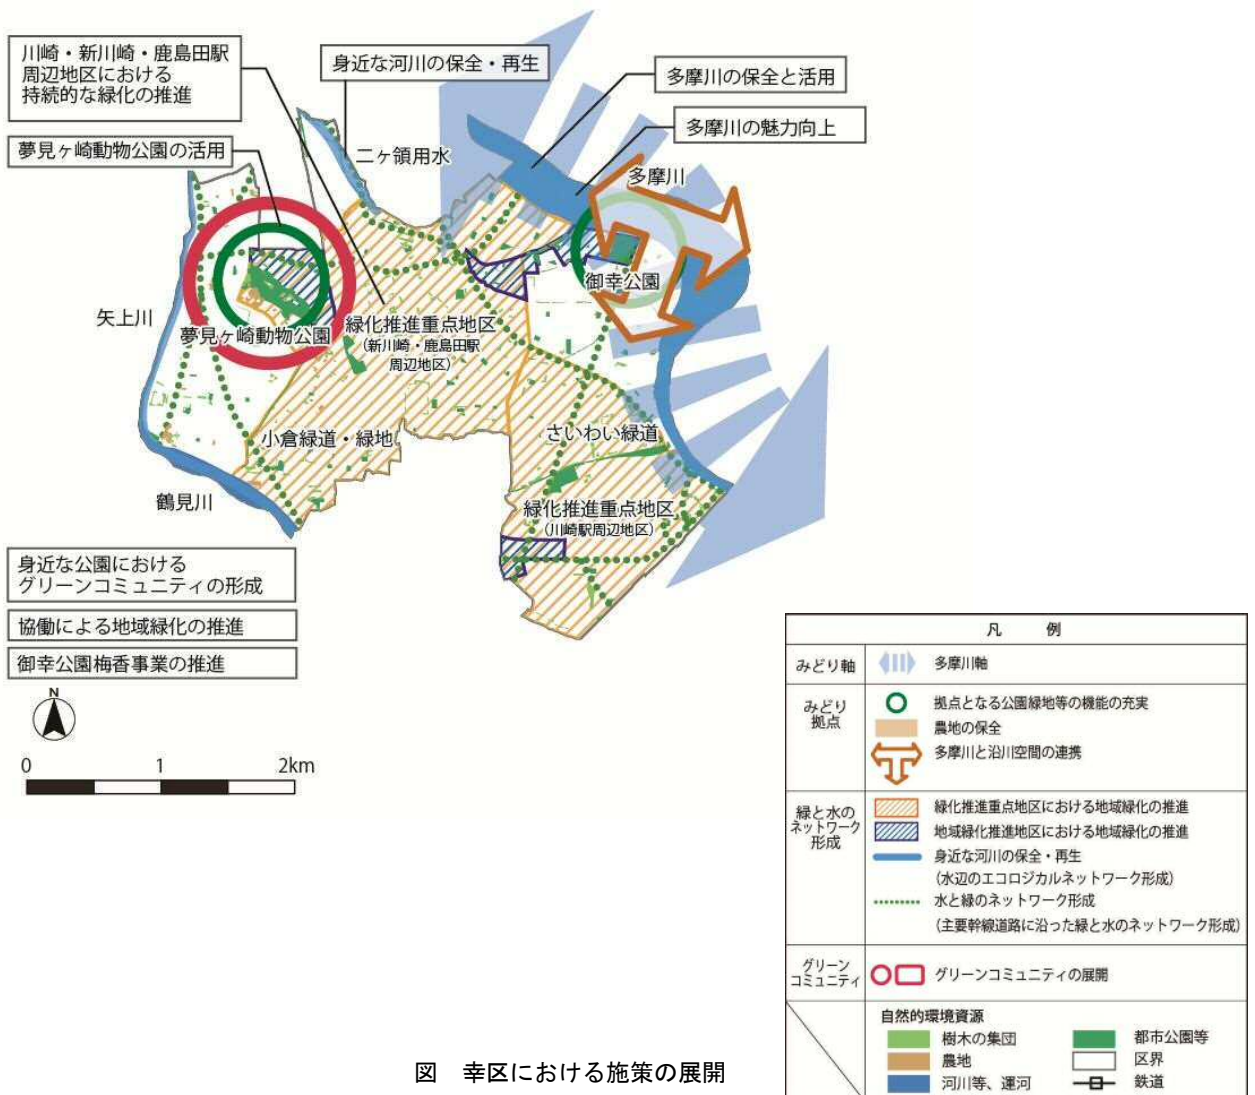 川崎・新川崎・鹿島田駅
周辺地区における
持続的な緑化の推進
身近な河川の保全・再生
多摩川の保全と活用
多摩川の魅力向上
夢見ヶ崎動物公園の活用
二ヶ領用水
多摩川
御幸公園
矢上川
夢見ヶ崎動物公園
緑化推進重点地区
(新川崎・鹿島田駅
周辺地区)
小倉緑道・緑地
さいわい緑道
鶴見川
緑化推進重点地区
(川崎駅周辺地区)
身近な公園における
グリーンコミュニティの形成
協働による地域緑化の推進
御幸公園梅香事業の推進
N
0 1 2km
凡 例
みどり軸
多摩川軸
みどり
拠点
拠点となる公園緑地等の機能の充実
農地の保全
多摩川と沿川空間の連携
緑と水の
ネットワーク
形成
緑化推進重点地区における地域緑化の推進
地域緑化推進地区における地域緑化の推進
身近な河川の保全・再生
(水辺のエコロジカルネットワーク形成)
水と緑のネットワーク形成
(主要幹線道路に沿った緑と水のネットワーク形成)
グリーン
コミュニティ
グリーンコミュニティの展開
自然的環境資源
樹木の集団
都市公園等
農地
区界
河川等、運河
鉄道
図 幸区における施策の展開